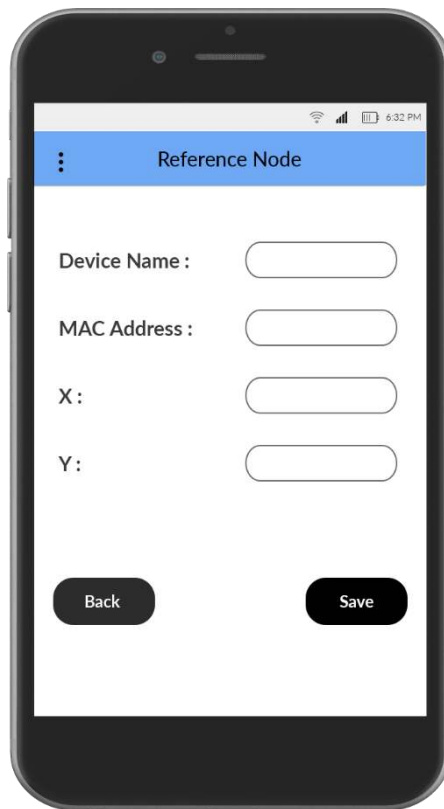 6:32 PM
Reference Node
Device Name :
MAC Address :
X :
Y :
Back
Save